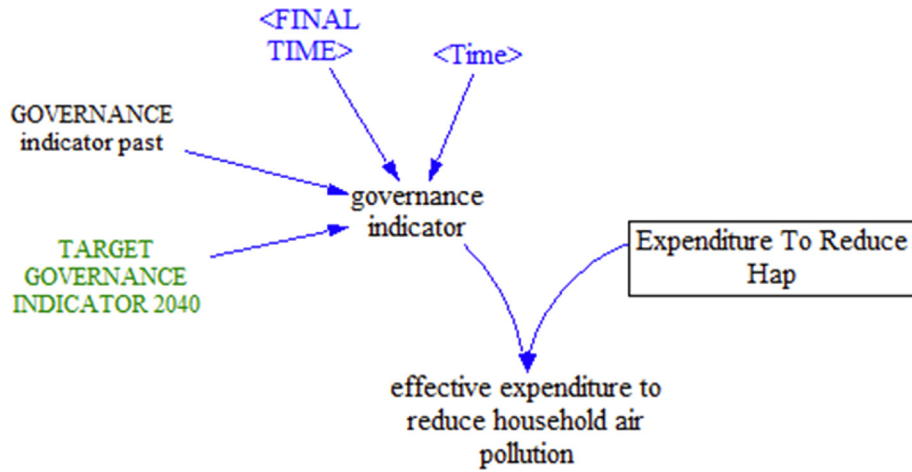 <FINAL
TIME>
<Time>
GOVERNANCE
indicator past
governance
indicator
TARGET
GOVERNANCE
INDICATOR 2040
Expenditure To Reduce
Hap
effective expenditure to
reduce household air
pollution